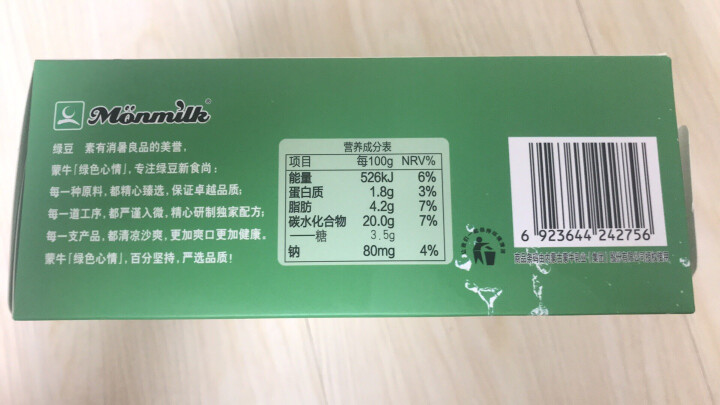 Mönmilk
绿豆 素有消暑良品的美誉,
蒙牛「绿色心情」,专注绿豆新食尚:
每一种原料,都精心臻选,保证卓越品质;
每一道工序,都严谨入微,精心研制独家配方;
每一支产品,都清凉沙爽,更加爽口更加健康。
蒙牛「绿色心情」,百分坚持,严选品质!
营养成分表
项目 每100g NRV%
能量 526kJ 6%
蛋白质 1.8g 3%
脂肪 4.2g 7%
碳水化合物 20.0g 7%
—糖 3.5g
钠 80mg 4%
6 923644 242756